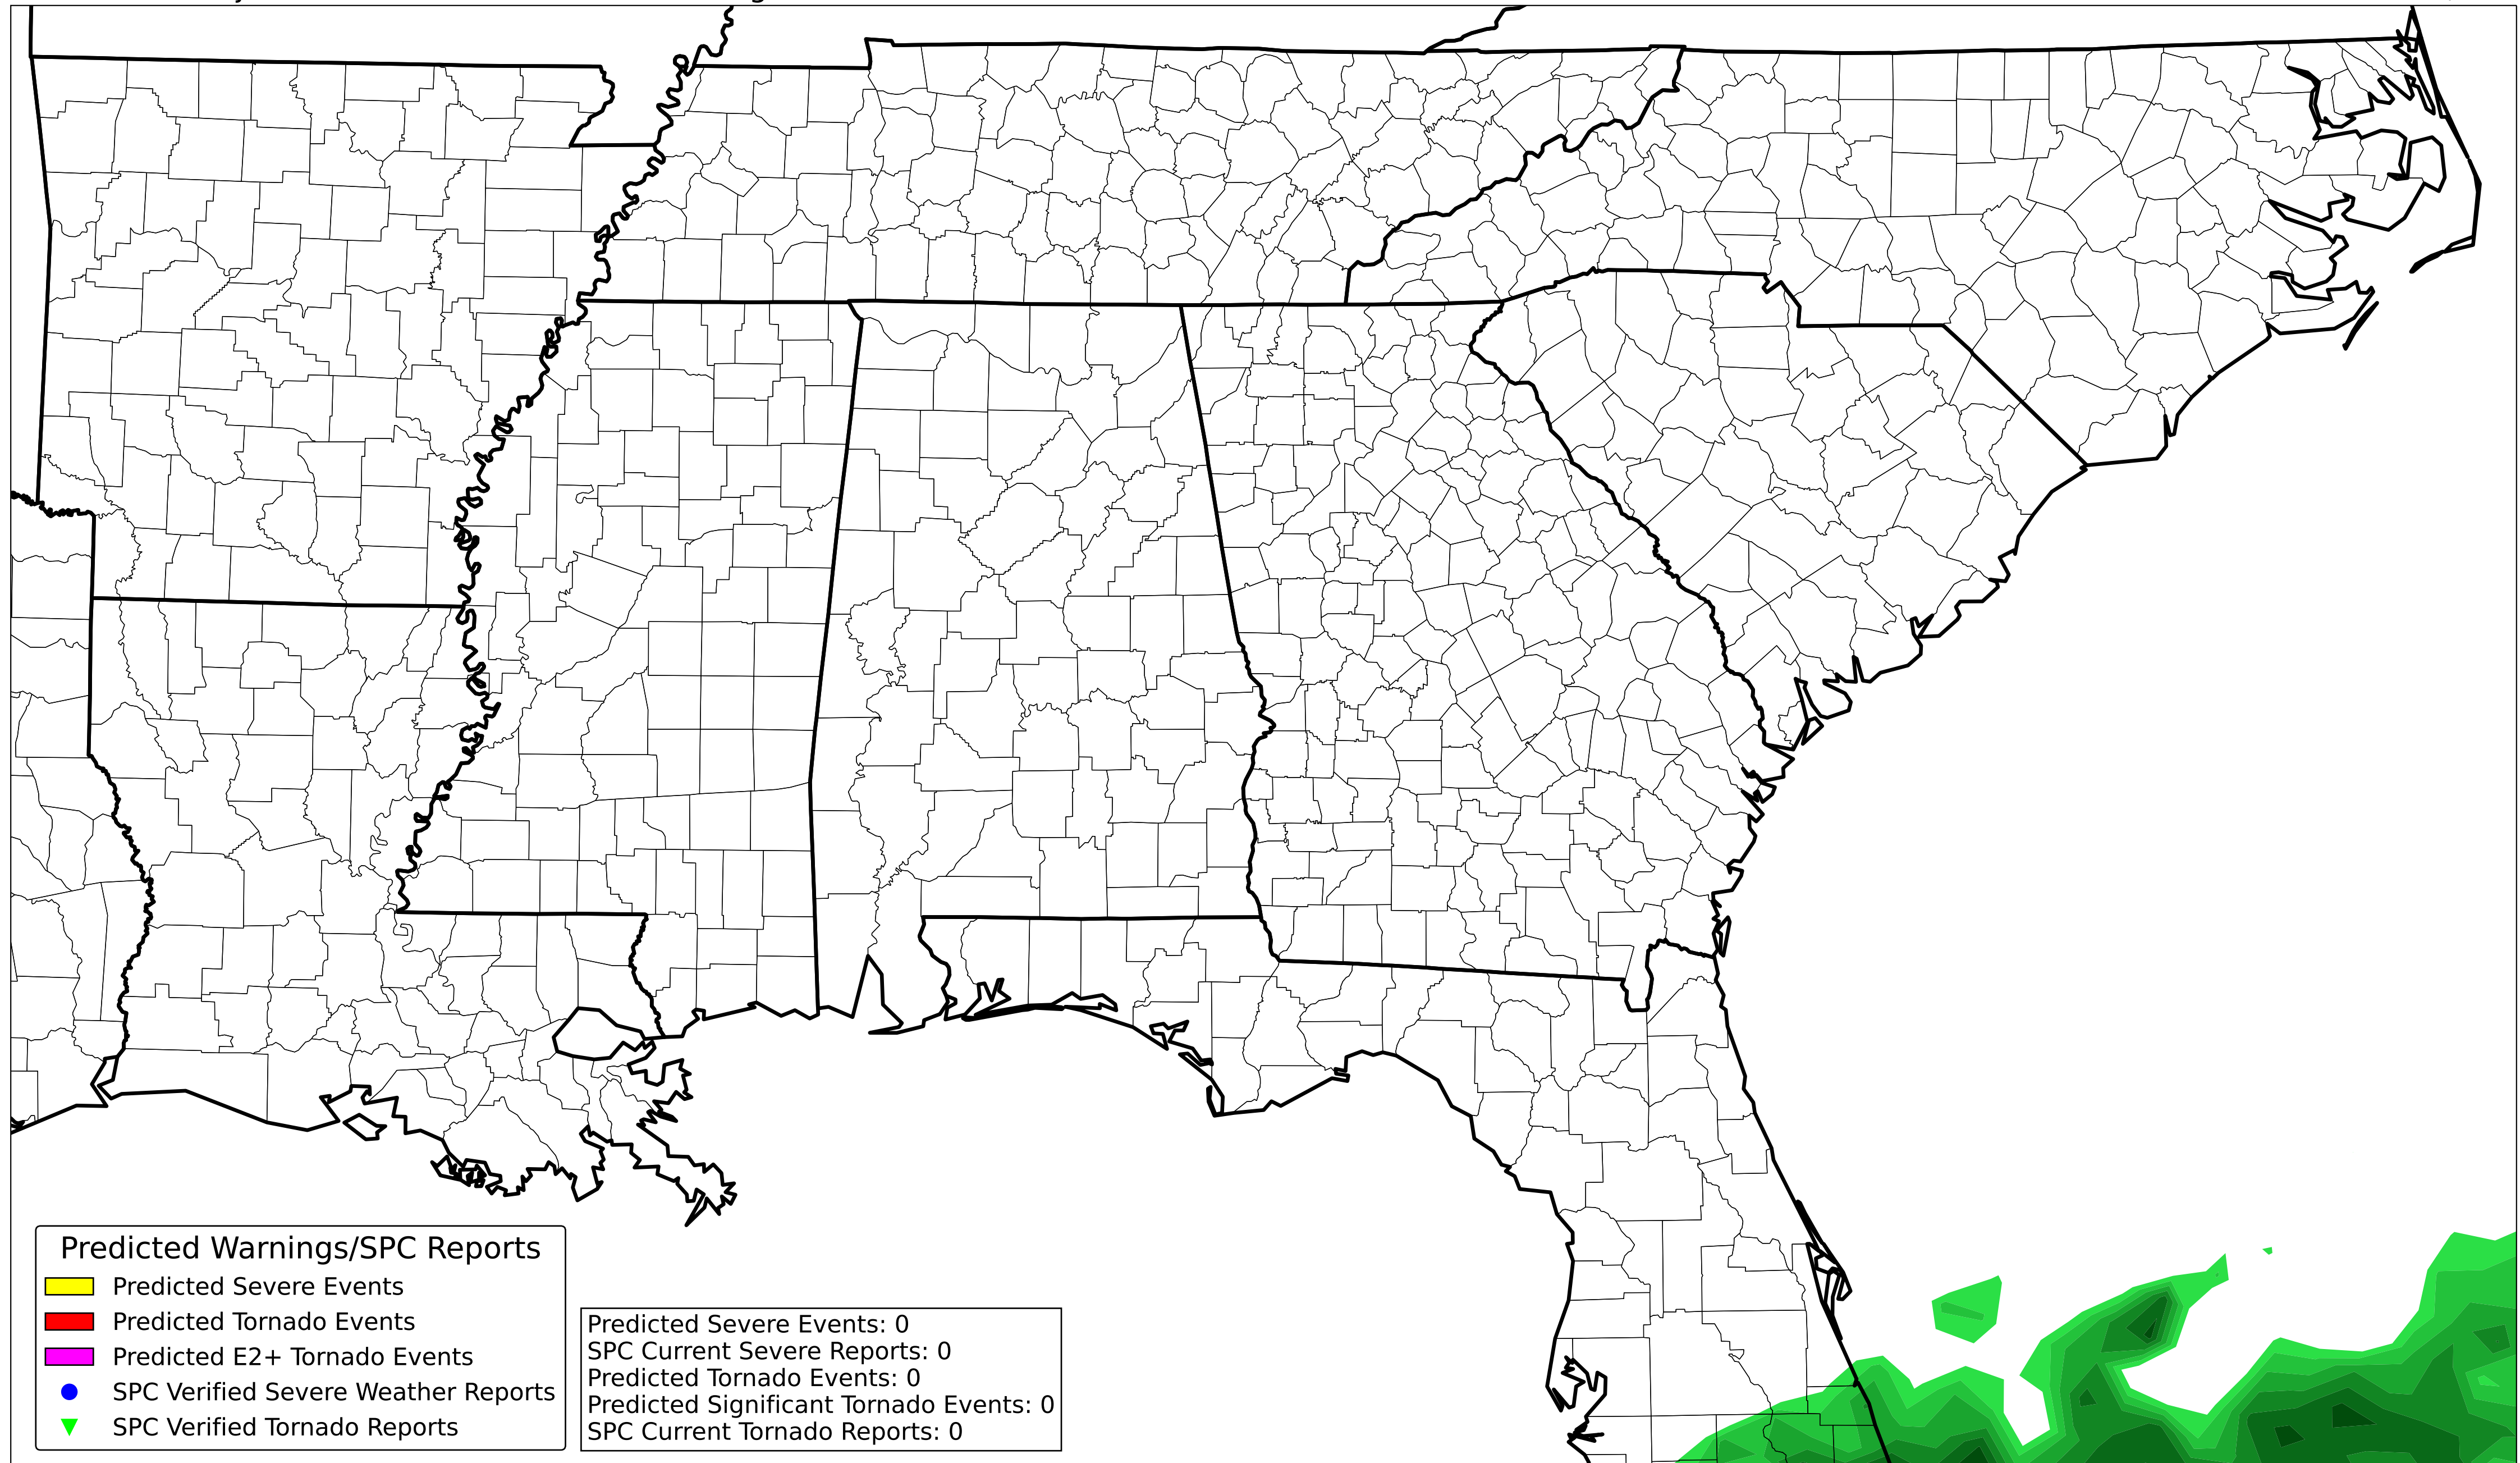 Predicted Warnings/SPC Reports
Predicted Severe Events
Predicted Tornado Events
Predicted E2+ Tornado Events
SPC Verified Severe Weather Reports
SPC Verified Tornado Reports
Predicted Severe Events: 0
SPC Current Severe Reports: 0
Predicted Tornado Events: 0
Predicted Significant Tornado Events: 0
SPC Current Tornado Reports: 0